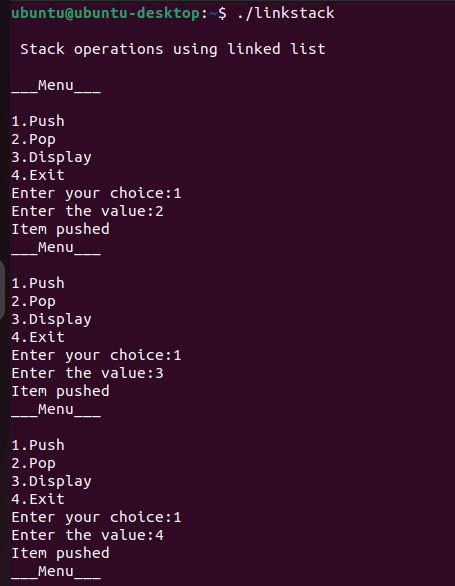 ubuntu@ubuntu-desktop:~$ ./linkstack
Stack operations using linked list
___Menu___
1.Push
2.Pop
3.Display
4.Exit
Enter your choice:1
Enter the value:2
Item pushed
___Menu___
1.Push
2.Pop
3.Display
4.Exit
Enter your choice:1
Enter the value:3
Item pushed
___Menu___
1.Push
2.Pop
3.Display
4.Exit
Enter your choice:1
Enter the value:4
Item pushed
___Menu___